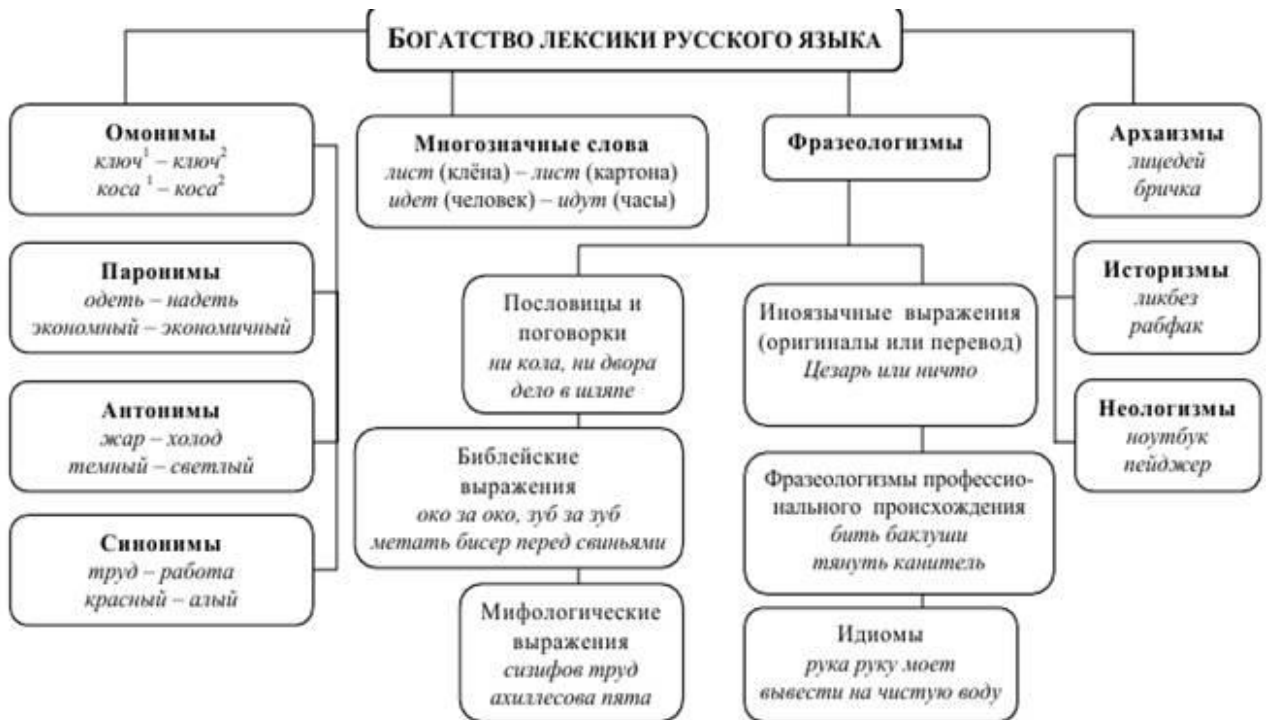 БОГАТСТВО ЛЕКСИКИ РУССКОГО ЯЗЫКА
Омонимы
ключ¹ – ключ²
коса ¹ – коса²
Паронимы
одеть – надеть
экономный – экономичный
Антонимы
жар – холод
темный – светлый
Синонимы
труд – работа
красный – алый
Многозначные слова
лист (клёна) – лист (картона)
идет (человек) – идут (часы)
Фразеологизмы
Пословицы и
поговорки
ни кола, ни двора
дело в шляпе
Библейские
выражения
око за око, зуб за зуб
метать бисер перед свиньями
Мифологические
выражения
сизифов труд
ахиллесова пята
Иноязычные выражения
(оригиналы или перевод)
Цезарь или ничто
Фразеологизмы профессио-
нального происхождения
бить баклуши
тянуть канитель
Идиомы
рука руку моет
вывести на чистую воду
Архаизмы
лицедей
бричка
Историзмы
ликбез
рабфак
Неологизмы
ноутбук
пейджер